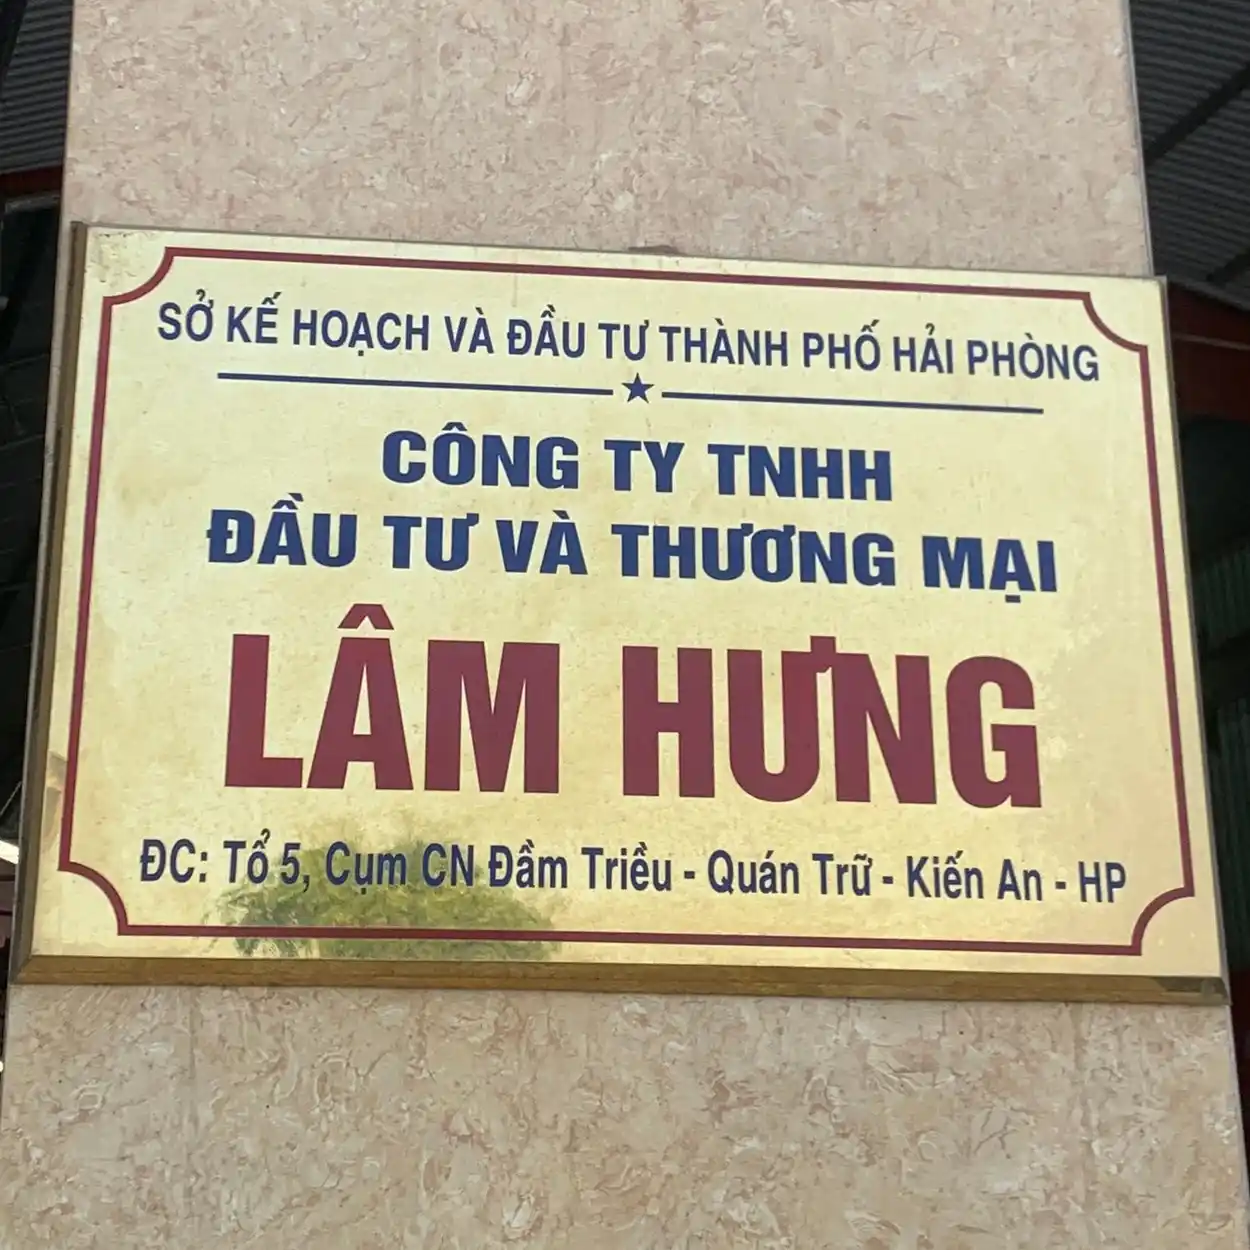 SỞ KẾ HOẠCH VÀ ĐẦU TƯ THÀNH PHỐ HẢI PHÒNG
CÔNG TY TNHH
ĐẦU TƯ VÀ THƯƠNG MẠI
LÂM HƯNG
ĐC: Tổ 5, Cụm CN Đầm Triều - Quán Trữ - Kiến An - HP